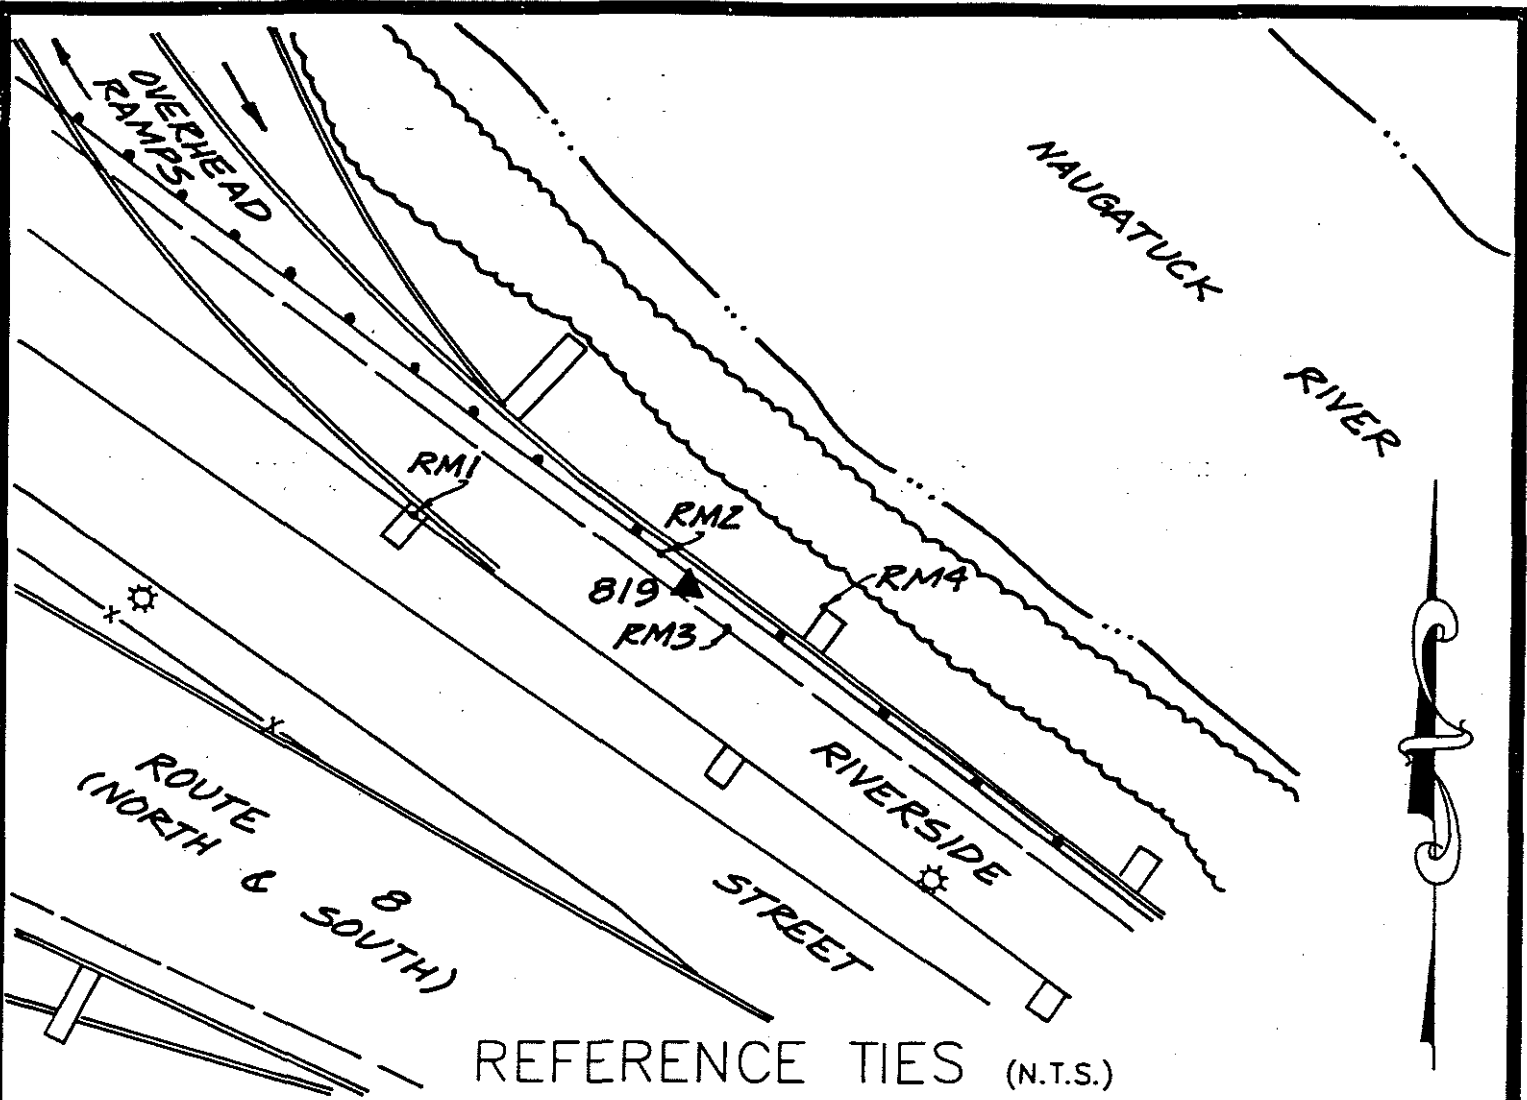 OVERHEAD
RAMPS
NAUGATUCK
RIVER
RM1
RM2
819
RM4
RM3
RIVERSIDE
STREET
ROUTE 8
(NORTH & SOUTH)
REFERENCE TIES (N.T.S.)